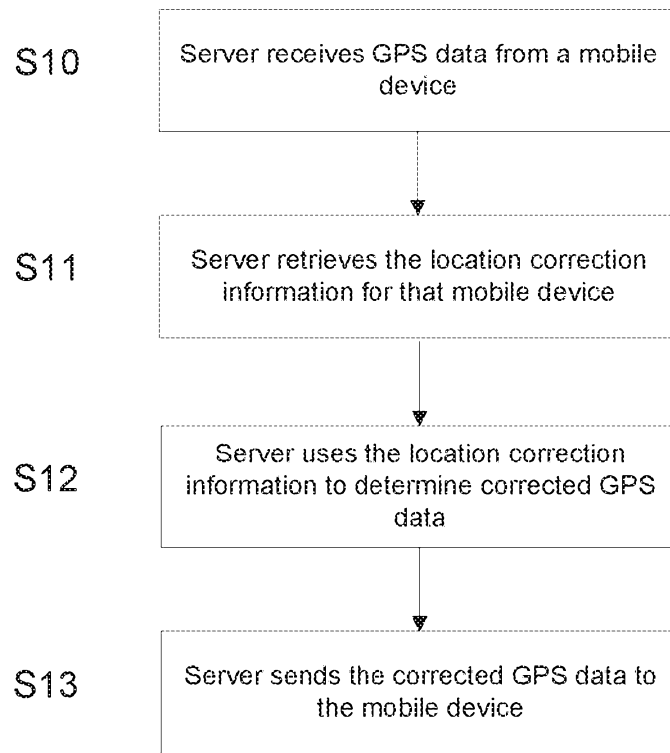 S10
Server receives GPS data from a mobile
device
S11
Server retrieves the location correction
information for that mobile device
S12
Server uses the location correction
information to determine corrected GPS
data
S13
Server sends the corrected GPS data to
the mobile device